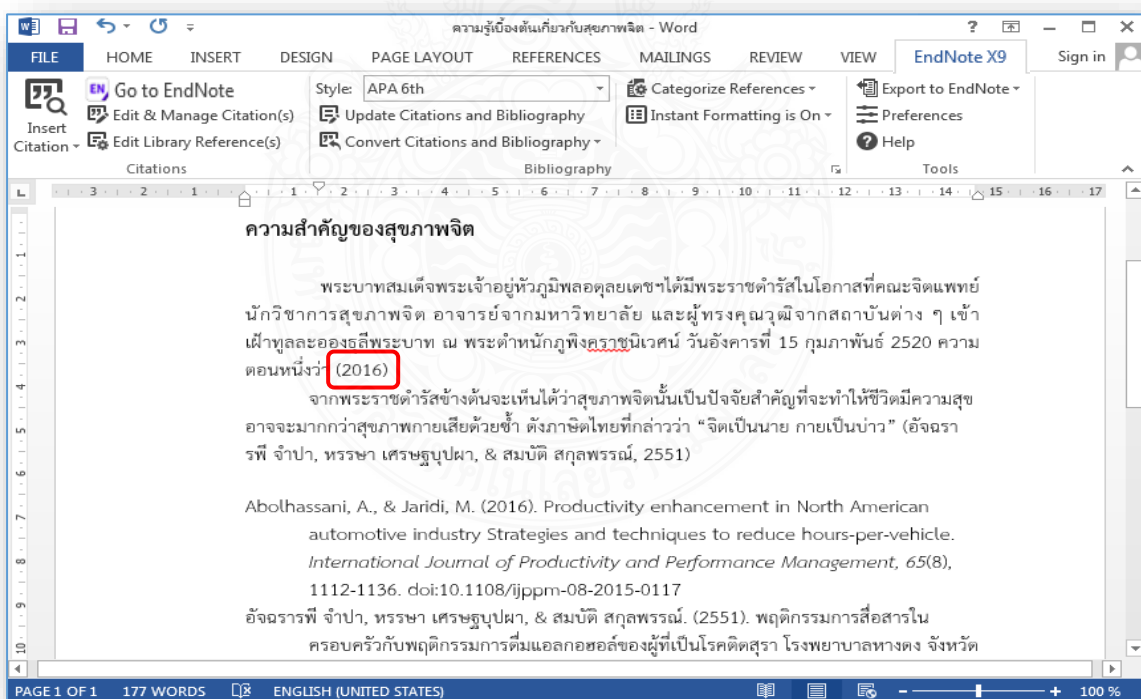 ความรู้เบื้องต้นเกี่ยวกับสุขภาพจิต - Word
FILE HOME INSERT DESIGN PAGE LAYOUT REFERENCES MAILINGS REVIEW VIEW EndNote X9 Sign in
Insert Citation
Go to EndNote
Edit & Manage Citation(s)
Edit Library Reference(s)
Citations
Style: APA 6th
Update Citations and Bibliography
Convert Citations and Bibliography
Categorize References
Instant Formatting is On
Bibliography
Export to EndNote
Preferences
Help
Tools
3 2 1 1 2 3 4 5 6 7 8 9 10 11 12 13 14 15 16 17
ความสำคัญของสุขภาพจิต
พระบาทสมเด็จพระเจ้าอยู่หัวภูมิพลอดุลยเดชฯได้มีพระราชดำรัสในโอกาสที่คณะจิตแพทย์
นักวิชาการสุขภาพจิต อาจารย์จากมหาวิทยาลัย และผู้ทรงคุณวุฒิจากสถาบันต่าง ๆ เข้า
เฝ้าทูลละอองธุลีพระบาท ณ พระตำหนักภูพิงคราชนิเวศน์ วันอังคารที่ 15 กุมภาพันธ์ 2520 ความ
ตอนหนึ่งว่า (2016)
จากพระราชดำรัสข้างต้นจะเห็นได้ว่าสุขภาพจิตนั้นเป็นปัจจัยสำคัญที่จะทำให้ชีวิตมีความสุข
อาจจะมากกว่าสุขภาพกายเสียด้วยซ้ำ ดังภาษิตไทยที่กล่าวว่า “จิตเป็นนาย กายเป็นบ่าว” (อัจฉรา
รพี จำปา, หรรษา เศรษฐบุปผา, & สมบัติ สกุลพรรณ์, 2551)
Abolhassani, A., & Jaridi, M. (2016). Productivity enhancement in North American
automotive industry Strategies and techniques to reduce hours-per-vehicle.
International Journal of Productivity and Performance Management, 65(8),
1112-1136. doi:10.1108/ijppm-08-2015-0117
อัจฉรารพี จำปา, หรรษา เศรษฐบุปผา, & สมบัติ สกุลพรรณ์. (2551). พฤติกรรมการสื่อสารใน
ครอบครัวกับพฤติกรรมการดื่มแอลกอฮอล์ของผู้ที่เป็นโรคติดสุรา โรงพยาบาลหางดง จังหวัด
1
2
3
4
5
6
7
8
9
10
PAGE 1 OF 1 177 WORDS ENGLISH (UNITED STATES) 100 %